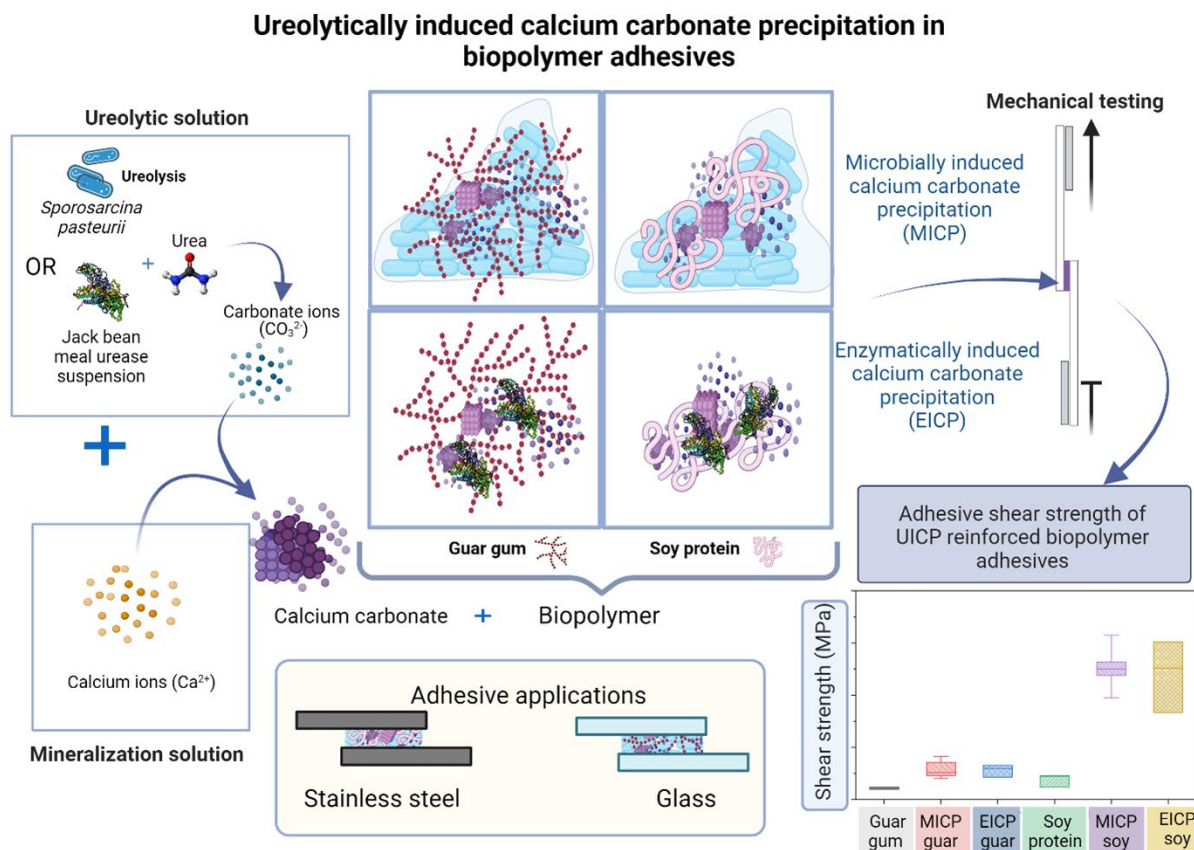 Ureolytically induced calcium carbonate precipitation in
biopolymer adhesives
Ureolytic solution
Ureolysis
Sporosarcina
pasteurii
OR
+
Urea
Jack bean
meal urease
suspension
Carbonate ions
(CO₃²⁻)
+
Calcium ions (Ca²⁺)
Mineralization solution
Guar gum
Soy protein
Calcium carbonate + Biopolymer
Adhesive applications
Stainless steel
Glass
Mechanical testing
Microbially induced
calcium carbonate
precipitation
(MICP)
Enzymatically induced
calcium carbonate
precipitation
(EICP)
Adhesive shear strength of
UICP reinforced biopolymer
adhesives
Shear strength (MPa)
Guar
gum
MICP
guar
EICP
guar
Soy
protein
MICP
soy
EICP
soy